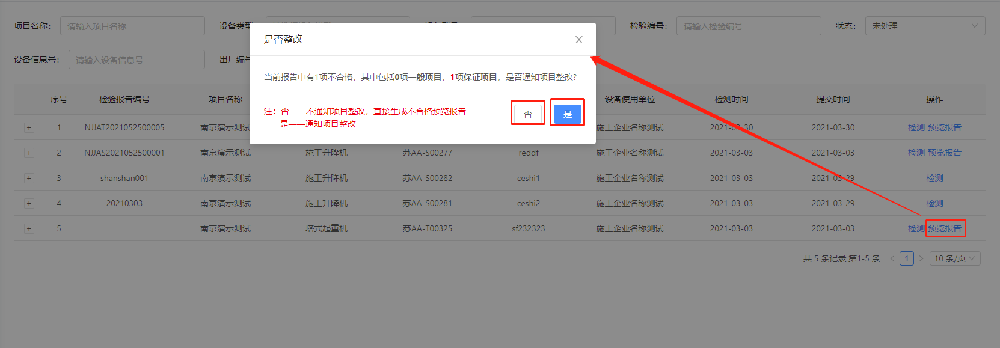 项目名称： 请输入项目名称 设备类型 检验编号： 请输入检验编号 状态： 未处理
设备信息号： 请输入设备信息号 出厂编号
是否整改
当前报告中有1项不合格，其中包括0项一般项目，1项保证项目，是否通知项目整改？
注：否——不通知项目整改，直接生成不合格预览报告
是——通知项目整改
否 是
序号 检验报告编号 项目名称 设备使用单位 检测时间 提交时间 操作
+ 1 NJJAT2021052500005 南京演示测试 施工企业名称测试 2021-03-30 2021-03-30 检测 预览报告
+ 2 NJJAS2021052500001 南京演示测试 施工升降机 苏AA-S00277 reddf 施工企业名称测试 2021-03-03 2021-03-03 检测 预览报告
+ 3 shanshan001 南京演示测试 施工升降机 苏AA-S00282 ceshi1 施工企业名称测试 2021-03-03 2021-03-29 检测
+ 4 20210303 南京演示测试 施工升降机 苏AA-S00281 ceshi2 施工企业名称测试 2021-03-03 2021-03-29 检测
+ 5 南京演示测试 塔式起重机 苏AA-T00325 sf232323 施工企业名称测试 2021-03-03 2021-03-03 检测 预览报告
共 5 条记录 第1-5 条 < 1 > 10 条/页